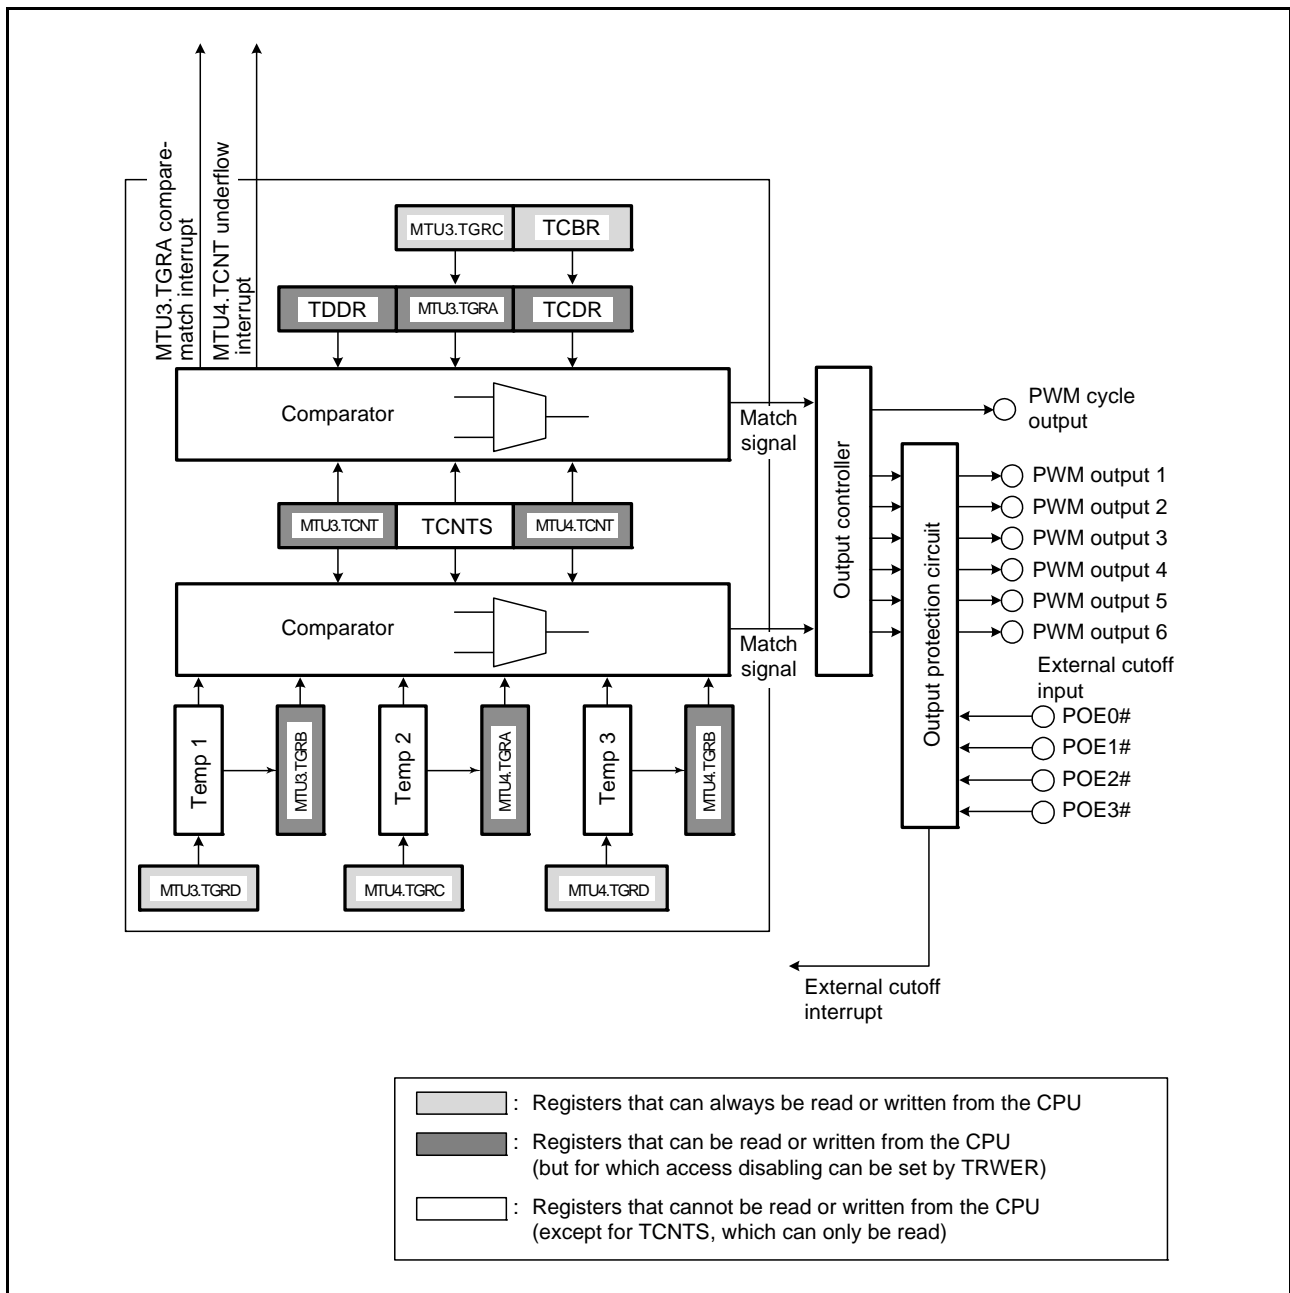 MTU3.TGRA compare-
match interrupt
MTU4.TCNT underflow
interrupt
MTU3.TGRC
TCBR
TDDR
MTU3.TGRA
TCDR
Comparator
Match
signal
MTU3.TCNT
TCNTS
MTU4.TCNT
Comparator
Match
signal
Temp 1
MTU3.TGRB
Temp 2
MTU4.TGRA
Temp 3
MTU4.TGRB
MTU3.TGRD
MTU4.TGRC
MTU4.TGRD
Output controller
Output protection circuit
PWM cycle
output
PWM output 1
PWM output 2
PWM output 3
PWM output 4
PWM output 5
PWM output 6
External cutoff
input
POE0#
POE1#
POE2#
POE3#
External cutoff
interrupt
: Registers that can always be read or written from the CPU
: Registers that can be read or written from the CPU
(but for which access disabling can be set by TRWER)
: Registers that cannot be read or written from the CPU
(except for TCNTS, which can only be read)